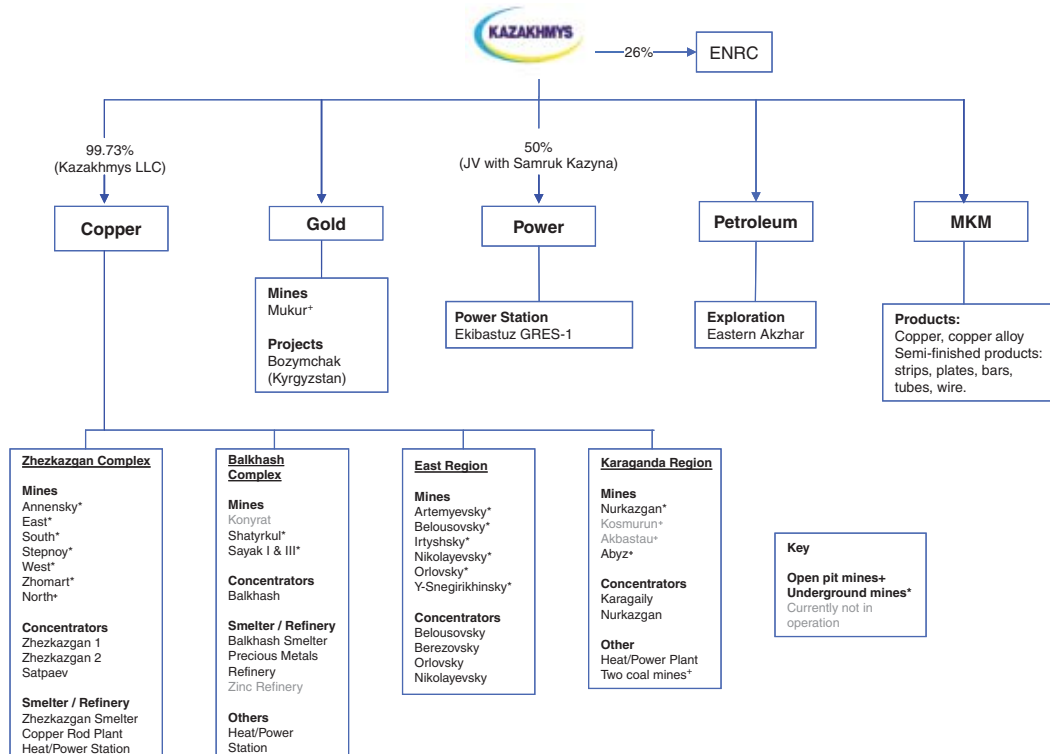 KAZAKHMYS
26%
ENRC
99.73%
(Kazakhmys LLC)
50%
(JV with Samruk Kazyna)
Copper
Gold
Power
Petroleum
MKM
Mines
Mukur+
Projects
Bozymchak
(Kyrgyzstan)
Power Station
Ekibastuz GRES-1
Exploration
Eastern Akzhar
Products:
Copper, copper alloy
Semi-finished products:
strips, plates, bars,
tubes, wire.
Zhezkazgan Complex
Mines
Annensky*
East*
South*
Stepnoy*
West*
Zhomart*
North+
Concentrators
Zhezkazgan 1
Zhezkazgan 2
Satpaev
Smelter / Refinery
Zhezkazgan Smelter
Copper Rod Plant
Heat/Power Station
Balkhash
Complex
Mines
Konyrat
Shatyrkul*
Sayak I & III*
Concentrators
Balkhash
Smelter / Refinery
Balkhash Smelter
Precious Metals
Refinery
Zinc Refinery
Others
Heat/Power
Station
East Region
Mines
Artemyevsky*
Belousovsky*
Irtyshsky*
Nikolayevsky*
Orlovsky*
Y-Snegirikhinsky*
Concentrators
Belousovsky
Berezovsky
Orlovsky
Nikolayevsky
Karaganda Region
Mines
Nurkazgan*
Kosmurun+
Akbastau+
Abyz+
Concentrators
Karagaily
Nurkazgan
Other
Heat/Power Plant
Two coal mines+
Key
Open pit mines+
Underground mines*
Currently not in
operation